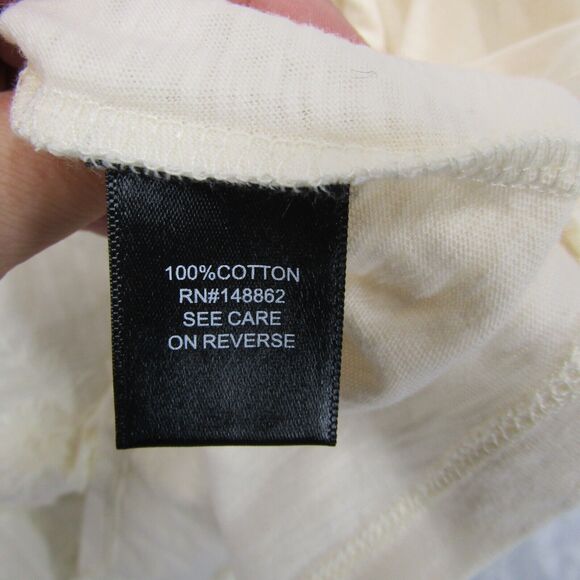 100%COTTON
RN#148862
SEE CARE
ON REVERSE